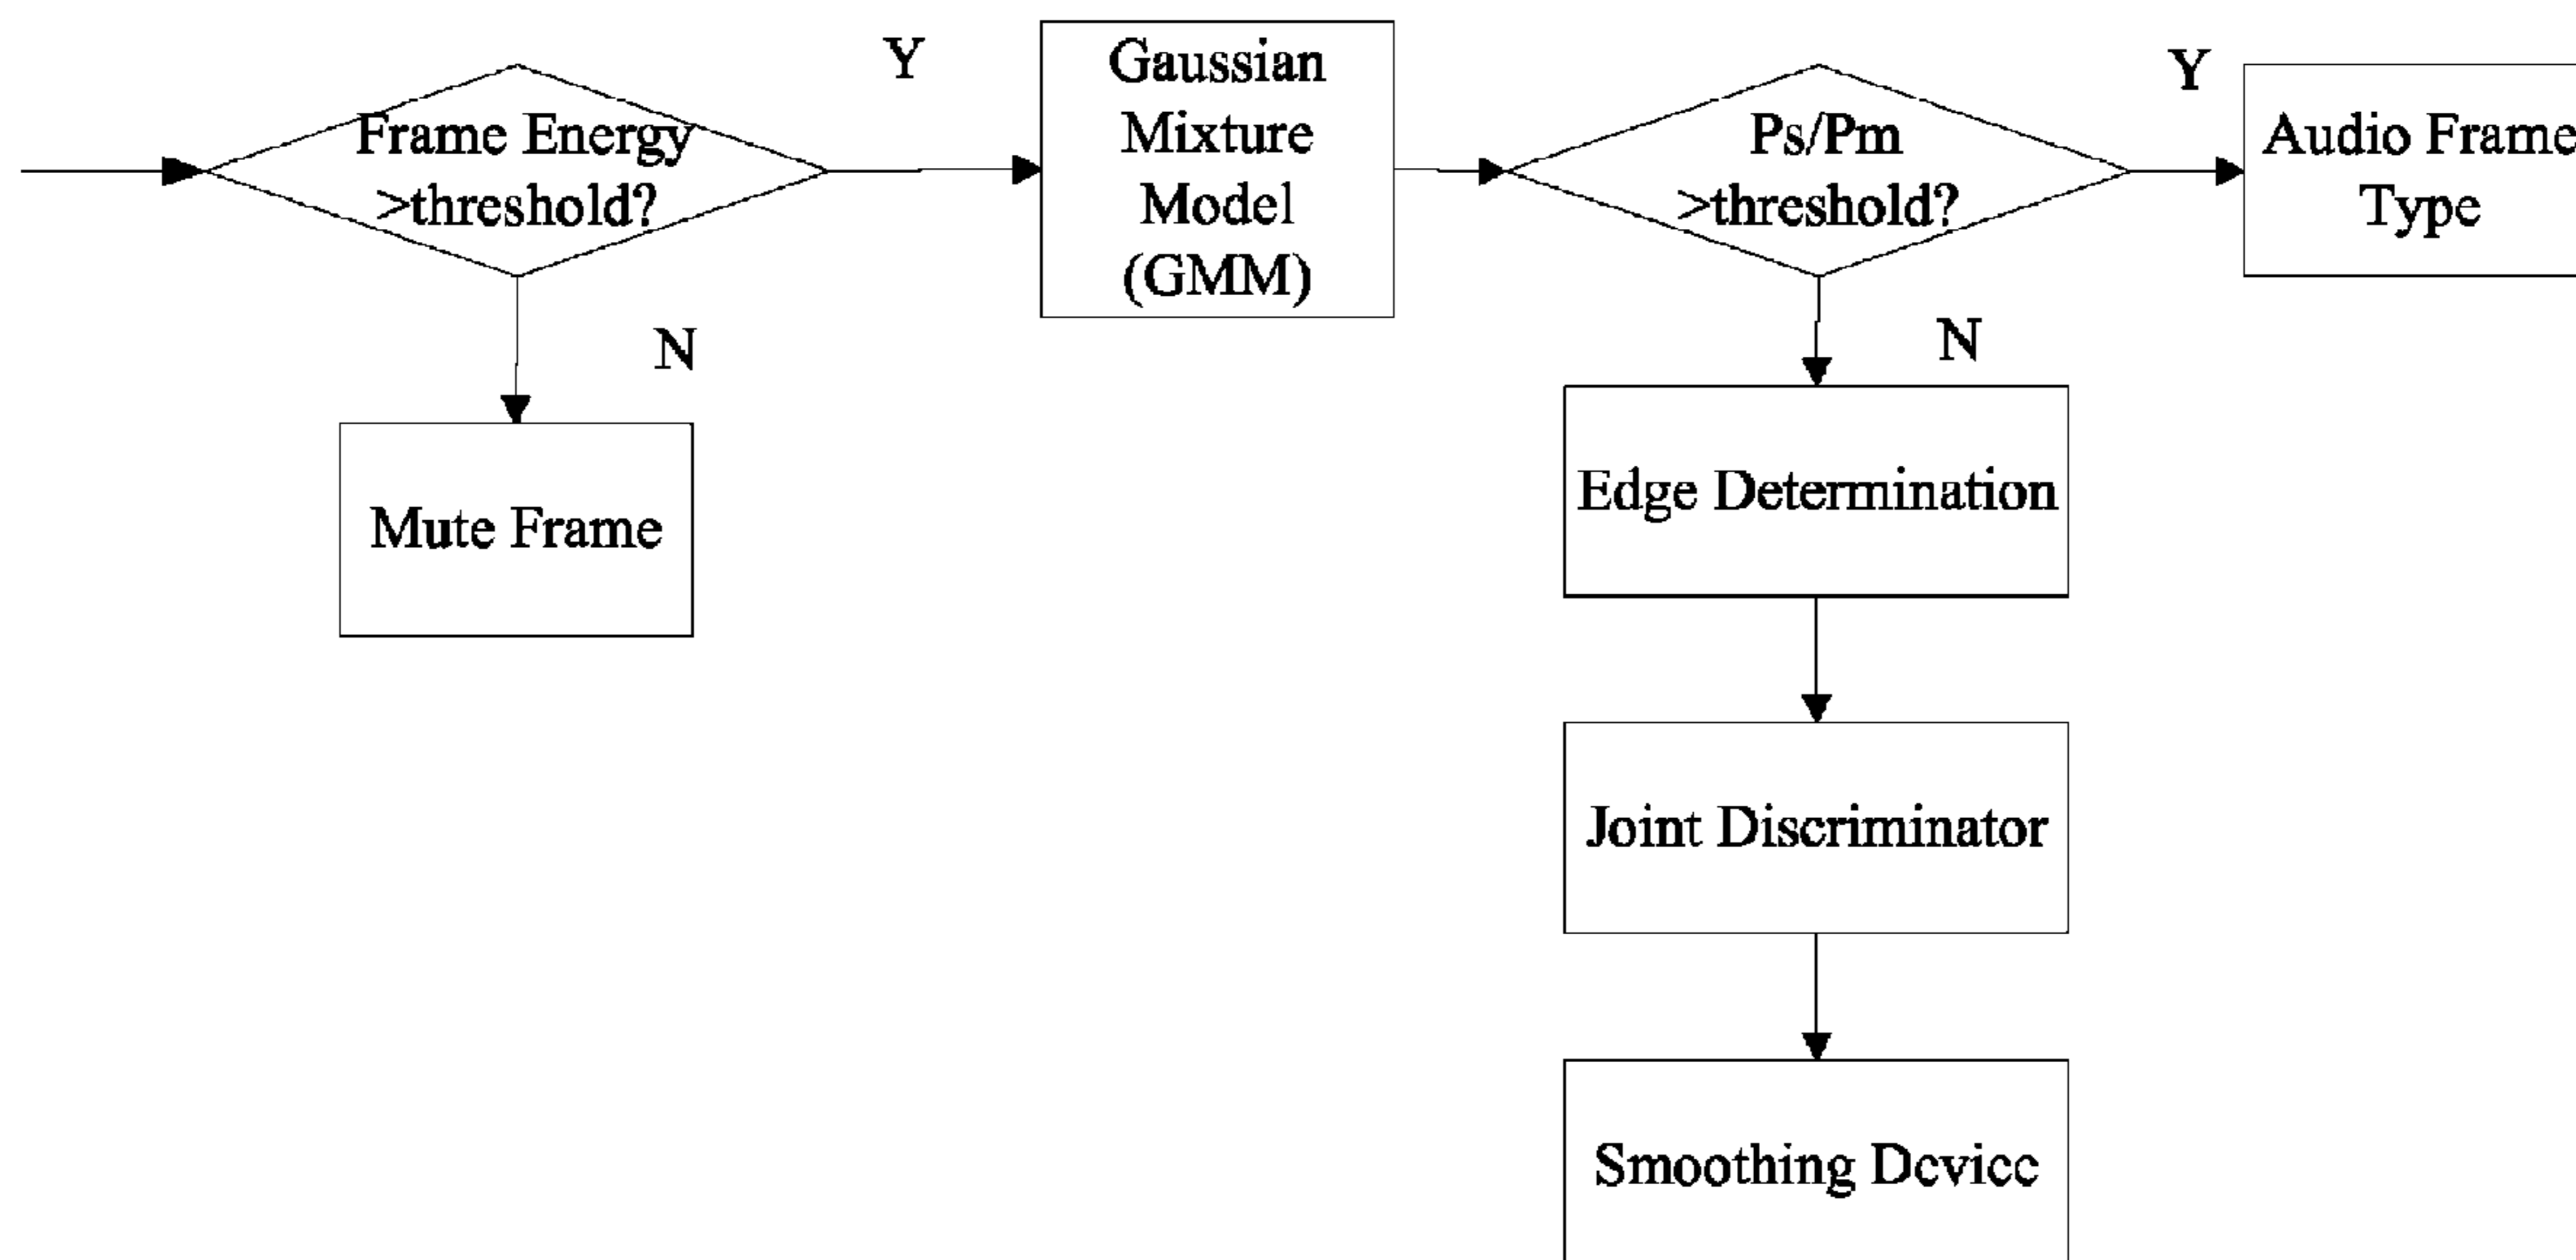 Frame Energy
>threshold?
Y
Gaussian
Mixture
Model
(GMM)
Ps/Pm
>threshold?
Y
Audio Frame
Type
N
Mute Frame
N
Edge Determination
Joint Discriminator
Smoothing Device